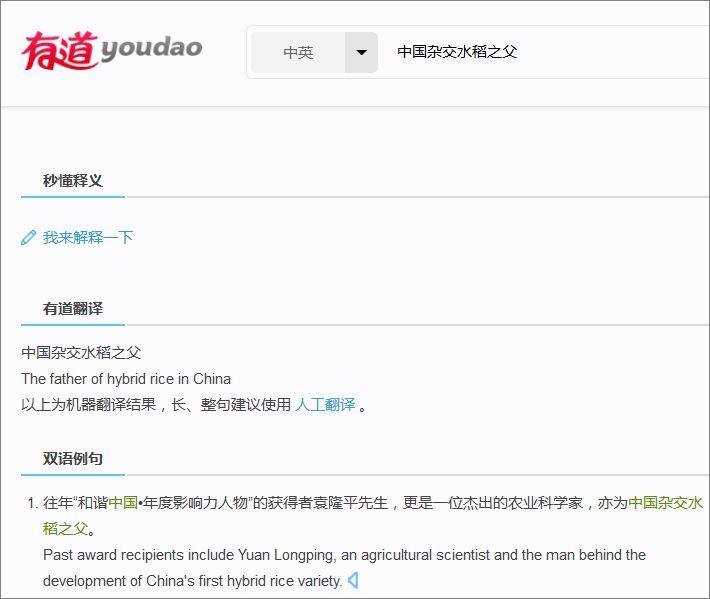 有道 youdao
中英 中国杂交水稻之父
秒懂释义
我来解释一下
有道翻译
中国杂交水稻之父
The father of hybrid rice in China
以上为机器翻译结果，长、整句建议使用 人工翻译 。
双语例句
1. 往年“和谐中国•年度影响力人物”的获得者袁隆平先生，更是一位杰出的农业科学家，亦为中国杂交水
稻之父。
Past award recipients include Yuan Longping, an agricultural scientist and the man behind the
development of China's first hybrid rice variety.